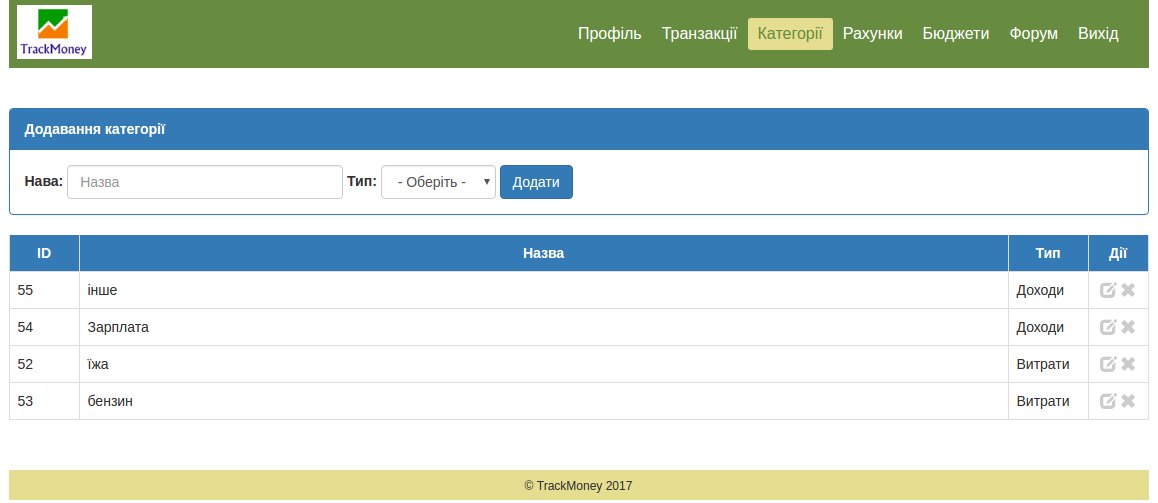 TrackMoney
Профіль Транзакції Категорії Рахунки Бюджети Форум Вихід
Додавання категорії
Нава: Назва Тип: - Оберіть - Додати
ID Назва Тип Дії
55 інше Доходи
54 Зарплата Доходи
52 їжа Витрати
53 бензин Витрати
© TrackMoney 2017